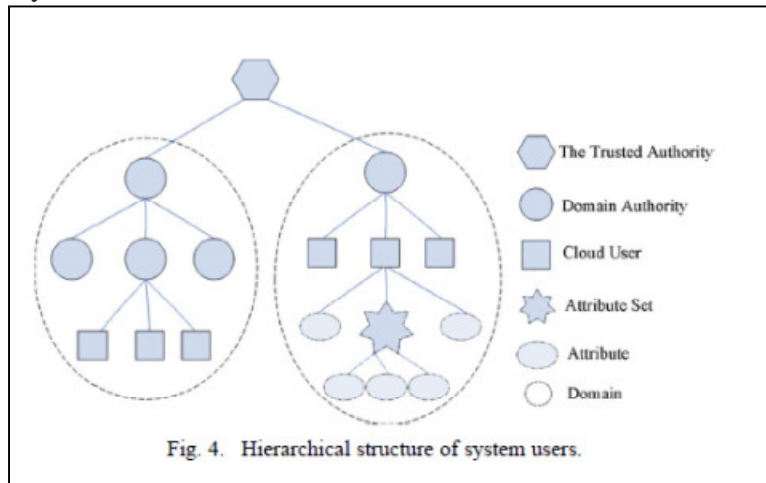 The Trusted Authority
Domain Authority
Cloud User
Attribute Set
Attribute
Domain
Fig. 4. Hierarchical structure of system users.